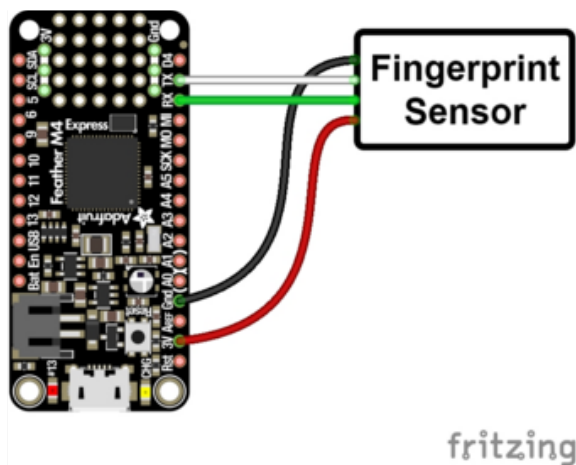 3V
Gnd
SDA
SCL
5
6
9
10
11
12
13
USB
En
Bat
D4
TX
RX
MI
MO
SCK
A5
A4
A3
A2
A1
A0
Gnd
AREF
3V
Rst
Feather M4
Express
Adafruit
#13
CHG
Fingerprint
Sensor
fritzing